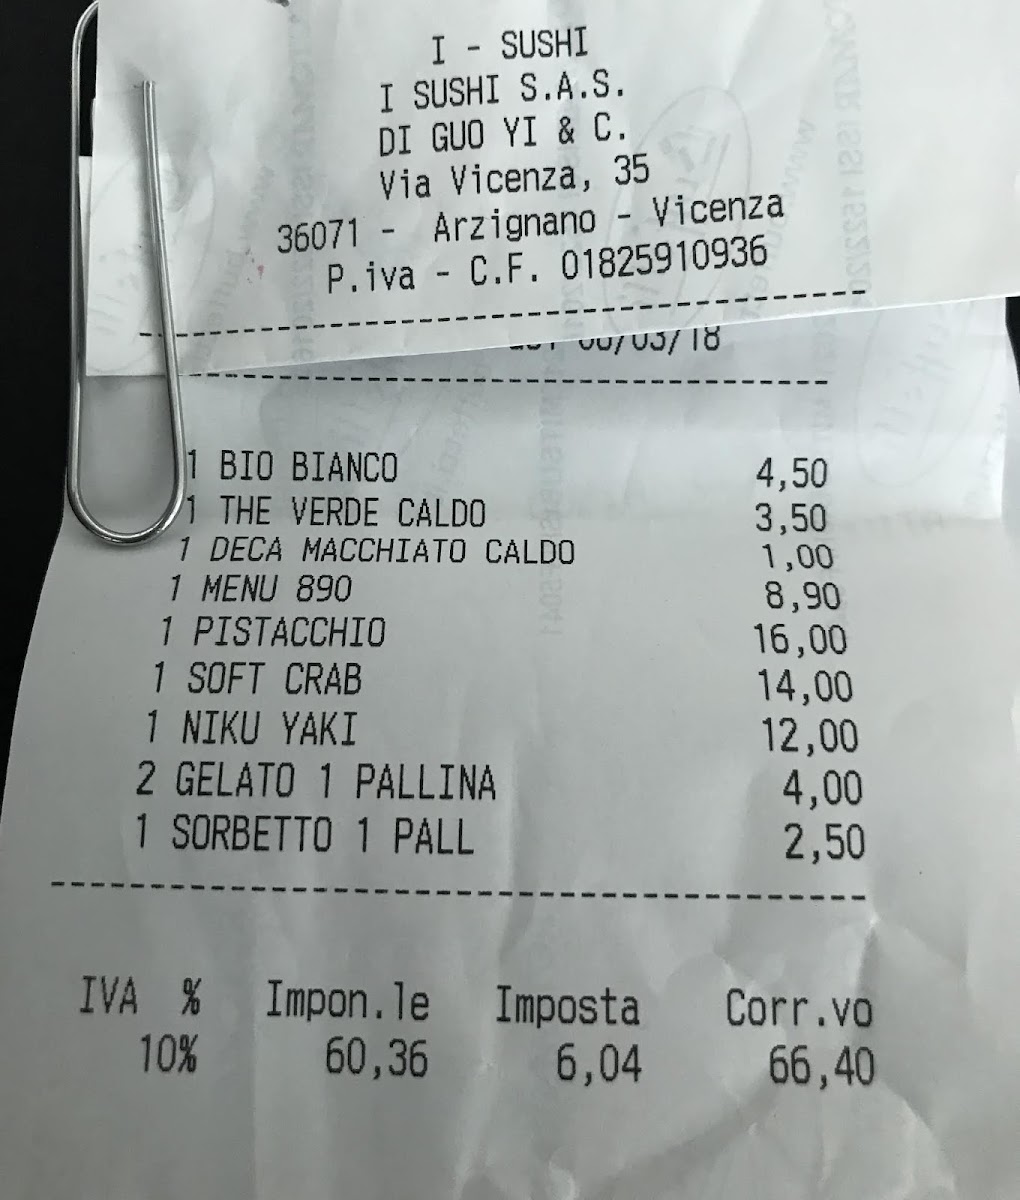 I - SUSHI
I SUSHI S.A.S.
DI GUO YI & C.
Via Vicenza, 35
36071 - Arzignano - Vicenza
P.iva - C.F. 01825910936
/03/18
1 BIO BIANCO 4,50
1 THE VERDE CALDO 3,50
1 DECA MACCHIATO CALDO 1,00
1 MENU 890 8,90
1 PISTACCHIO 16,00
1 SOFT CRAB 14,00
1 NIKU YAKI 12,00
2 GELATO 1 PALLINA 4,00
1 SORBETTO 1 PALL 2,50
IVA % Impon.le Imposta Corr.vo
10% 60,36 6,04 66,40